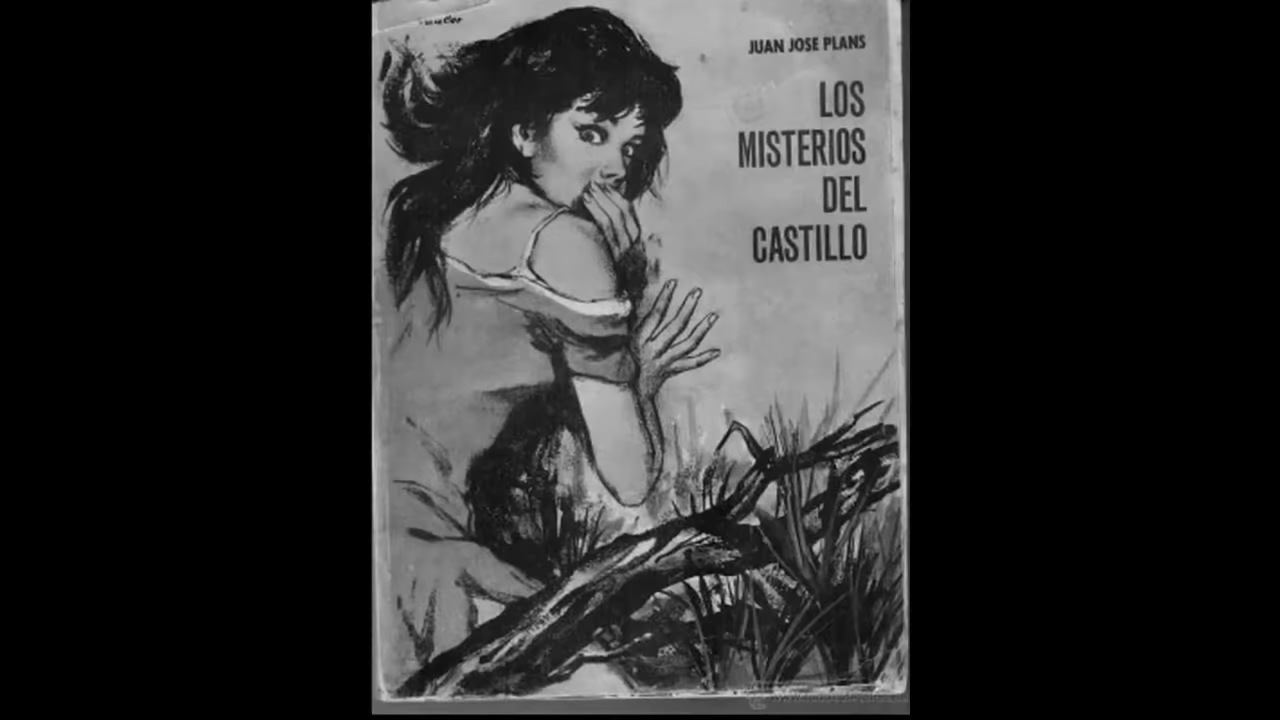 JUAN JOSE PLANS
LOS
MISTERIOS
DEL
CASTILLO